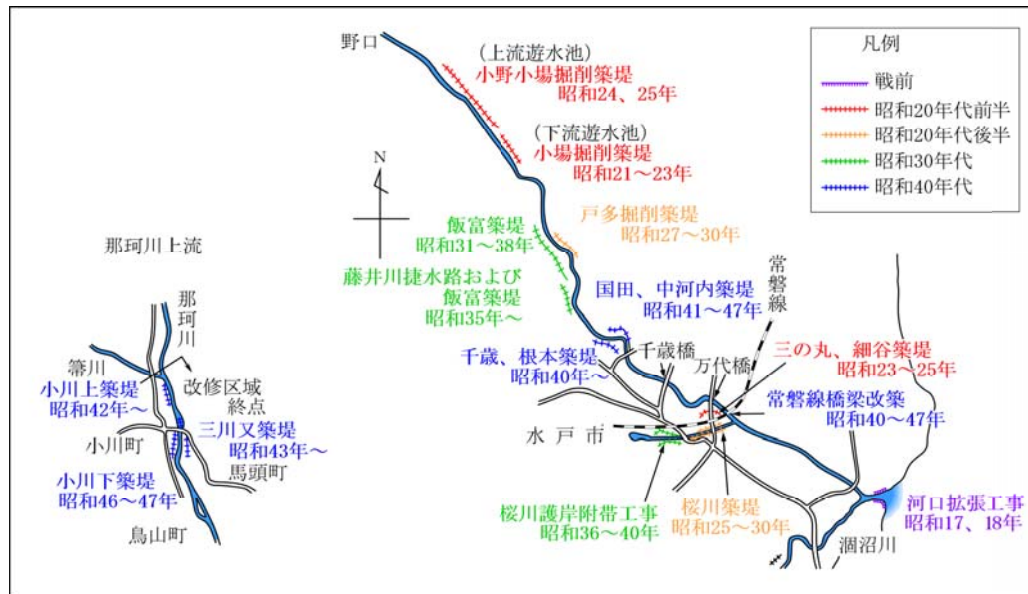 野口
(上流遊水池)
小野小場掘削築堤
昭和24、25年
(下流遊水池)
小場掘削築堤
昭和21～23年
凡例
戦前
昭和20年代前半
昭和20年代後半
昭和30年代
昭和40年代
N
戸多掘削築堤
昭和27～30年
飯富築堤
昭和31～38年
藤井川捷水路および
飯富築堤
昭和35年～
国田、中河内築堤
昭和41～47年
常磐線
千歳、根本築堤
昭和40年～
千歳橋
万代橋
三の丸、細谷築堤
昭和23～25年
常磐線橋梁改築
昭和40～47年
水戸市
桜川護岸附帯工事
昭和36～40年
桜川築堤
昭和25～30年
河口拡張工事
昭和17、18年
涸沼川
那珂川上流
那珂川
箒川
小川上築堤
昭和42年～
改修区域
終点
小川町
三川又築堤
昭和43年～
馬頭町
小川下築堤
昭和46～47年
烏山町